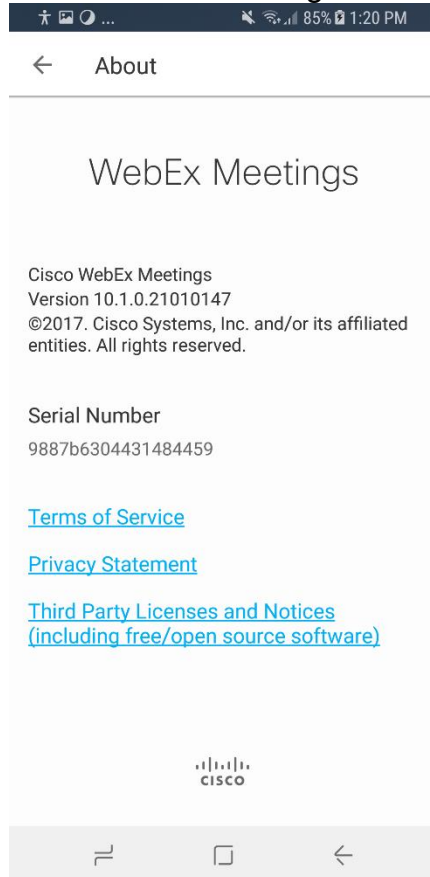 ... 85% 1:20 PM
About
WebEx Meetings
Cisco WebEx Meetings
Version 10.1.0.21010147
©2017. Cisco Systems, Inc. and/or its affiliated
entities. All rights reserved.
Serial Number
9887b6304431484459
Terms of Service
Privacy Statement
Third Party Licenses and Notices
(including free/open source software)
CISCO